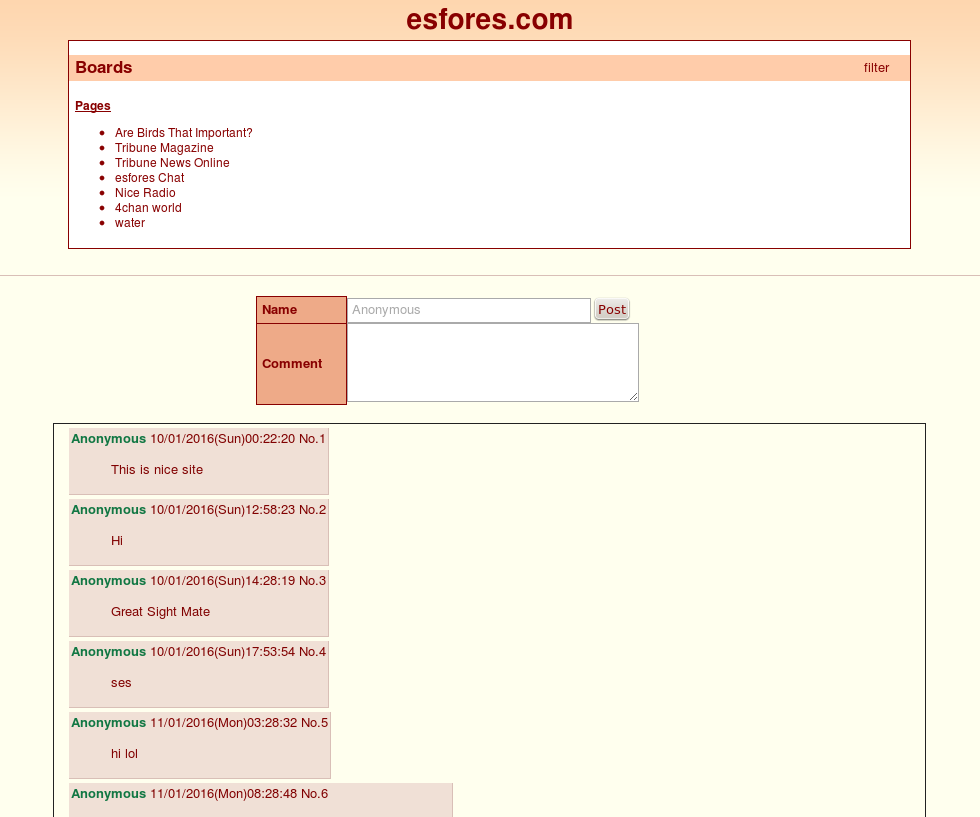 esfores.com
Boards filter
Pages
Are Birds That Important?
Tribune Magazine
Tribune News Online
esfores Chat
Nice Radio
4chan world
water
Name Anonymous Post
Comment
Anonymous 10/01/2016(Sun)00:22:20 No.1
This is nice site
Anonymous 10/01/2016(Sun)12:58:23 No.2
Hi
Anonymous 10/01/2016(Sun)14:28:19 No.3
Great Sight Mate
Anonymous 10/01/2016(Sun)17:53:54 No.4
ses
Anonymous 11/01/2016(Mon)03:28:32 No.5
hi lol
Anonymous 11/01/2016(Mon)08:28:48 No.6